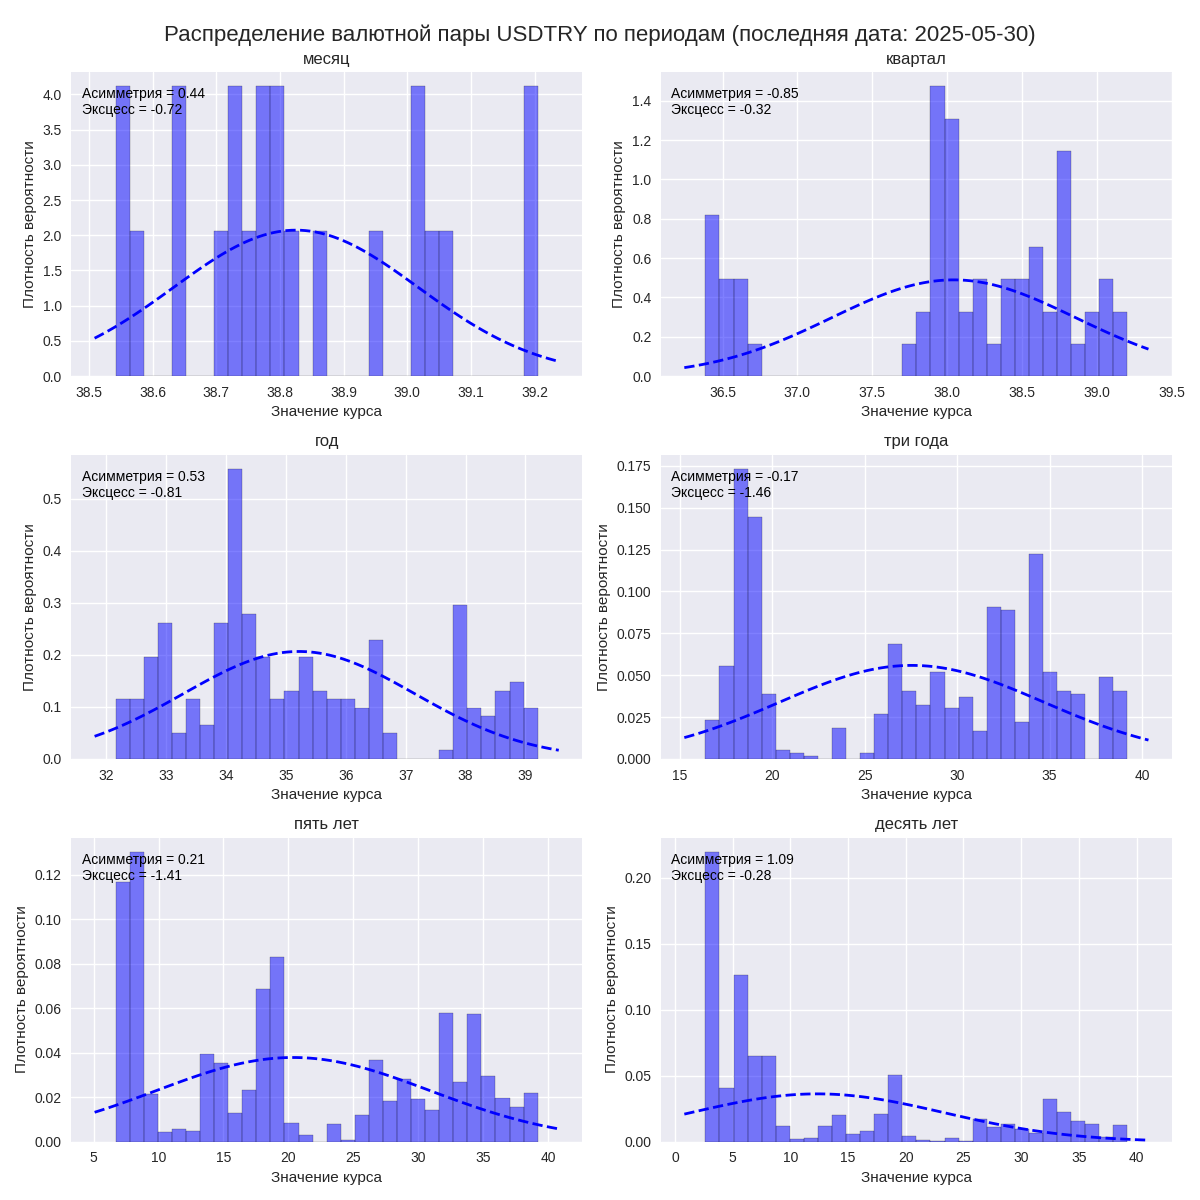 Распределение валютной пары USDTRY по периодам (последняя дата: 2025-05-30)
месяц
Асимметрия = 0.44
Эксцесс = -0.72
Плотность вероятности
4.0
3.5
3.0
2.5
2.0
1.5
1.0
0.5
0.0
38.5 38.6 38.7 38.8 38.9 39.0 39.1 39.2
Значение курса
квартал
Асимметрия = -0.85
Эксцесс = -0.32
Плотность вероятности
1.4
1.2
1.0
0.8
0.6
0.4
0.2
0.0
36.5 37.0 37.5 38.0 38.5 39.0 39.5
Значение курса
год
Асимметрия = 0.53
Эксцесс = -0.81
Плотность вероятности
0.5
0.4
0.3
0.2
0.1
0.0
32 33 34 35 36 37 38 39
Значение курса
три года
Асимметрия = -0.17
Эксцесс = -1.46
Плотность вероятности
0.175
0.150
0.125
0.100
0.075
0.050
0.025
0.000
15 20 25 30 35 40
Значение курса
пять лет
Асимметрия = 0.21
Эксцесс = -1.41
Плотность вероятности
0.12
0.10
0.08
0.06
0.04
0.02
0.00
5 10 15 20 25 30 35 40
Значение курса
десять лет
Асимметрия = 1.09
Эксцесс = -0.28
Плотность вероятности
0.20
0.15
0.10
0.05
0.00
0 5 10 15 20 25 30 35 40
Значение курса